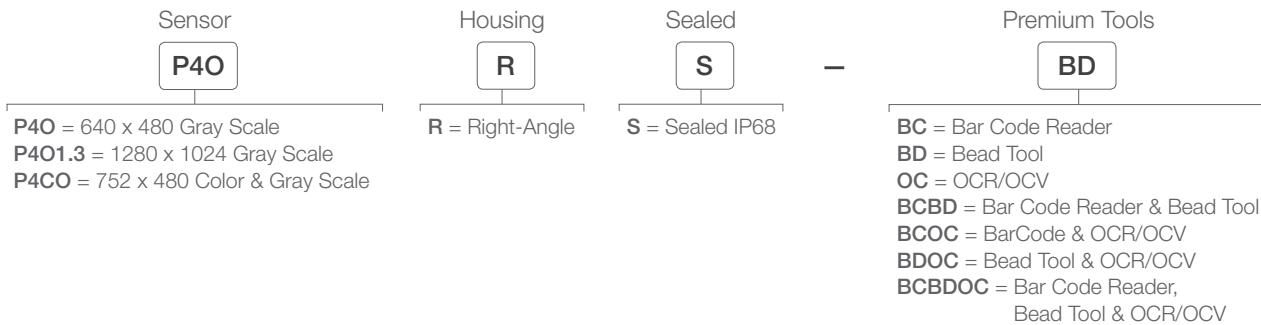 Sensor Housing Sealed Premium Tools
P4O R S – BD
P4O = 640 x 480 Gray Scale
P4O1.3 = 1280 x 1024 Gray Scale
P4CO = 752 x 480 Color & Gray Scale
R = Right-Angle
S = Sealed IP68
BC = Bar Code Reader
BD = Bead Tool
OC = OCR/OCV
BCBD = Bar Code Reader & Bead Tool
BCOC = BarCode & OCR/OCV
BDOC = Bead Tool & OCR/OCV
BCBDOC = Bar Code Reader,
Bead Tool & OCR/OCV